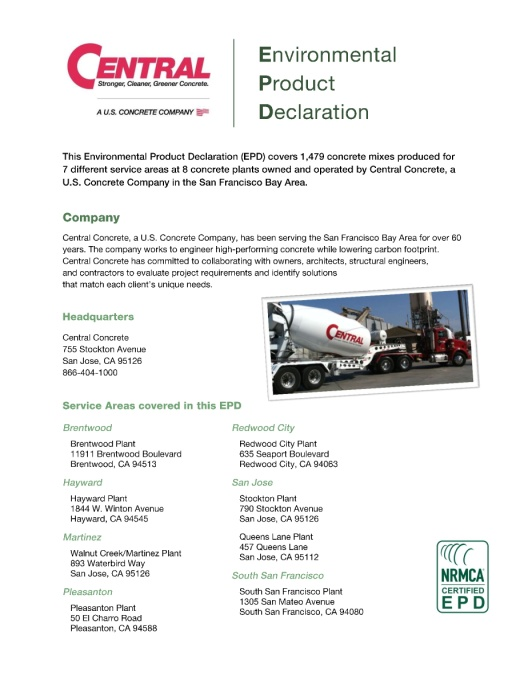 CENTRAL
Stronger, Cleaner, Greener Concrete.
A U.S. CONCRETE COMPANY
Environmental
Product
Declaration
This Environmental Product Declaration (EPD) covers 1,479 concrete mixes produced for
7 different service areas at 8 concrete plants owned and operated by Central Concrete, a
U.S. Concrete Company in the San Francisco Bay Area.
Company
Central Concrete, a U.S. Concrete Company, has been serving the San Francisco Bay Area for over 60
years. The company works to engineer high-performing concrete while lowering carbon footprint.
Central Concrete has committed to collaborating with owners, architects, structural engineers,
and contractors to evaluate project requirements and identify solutions
that match each client's unique needs.
Headquarters
Central Concrete
755 Stockton Avenue
San Jose, CA 95126
866-404-1000
CENTRAL
Service Areas covered in this EPD
Brentwood
Brentwood Plant
11911 Brentwood Boulevard
Brentwood, CA 94513
Hayward
Hayward Plant
1844 W. Winton Avenue
Hayward, CA 94545
Martinez
Walnut Creek/Martinez Plant
893 Waterbird Way
San Jose, CA 95126
Pleasanton
Pleasanton Plant
50 El Charro Road
Pleasanton, CA 94588
Redwood City
Redwood City Plant
635 Seaport Boulevard
Redwood City, CA 94063
San Jose
Stockton Plant
790 Stockton Avenue
San Jose, CA 95126
Queens Lane Plant
457 Queens Lane
San Jose, CA 95112
South San Francisco
South San Francisco Plant
1305 San Mateo Avenue
South San Francisco, CA 94080
NRMCA
CERTIFIED
EPD